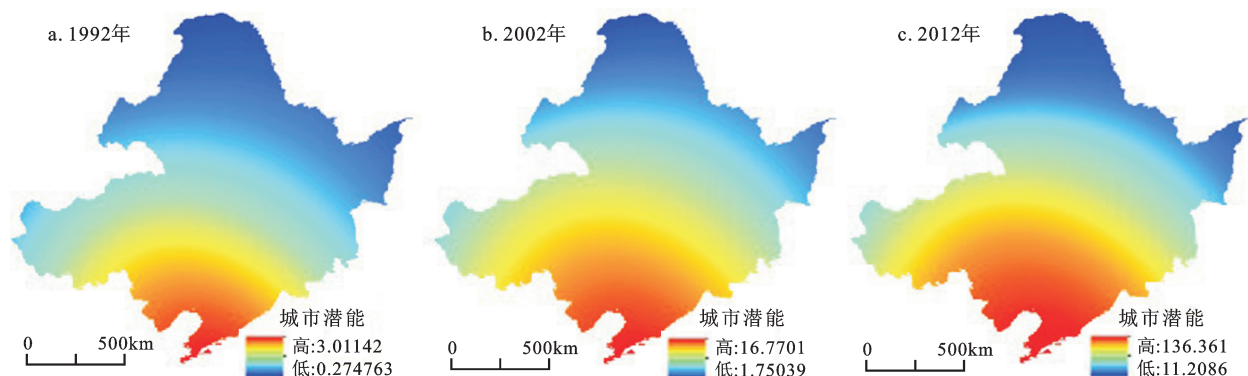 a. 1992年
b. 2002年
c. 2012年
城市潜能
高:3.01142
低:0.274763
0 500km
城市潜能
高:16.7701
低:1.75039
0 500km
城市潜能
高:136.361
低:11.2086
0 500km